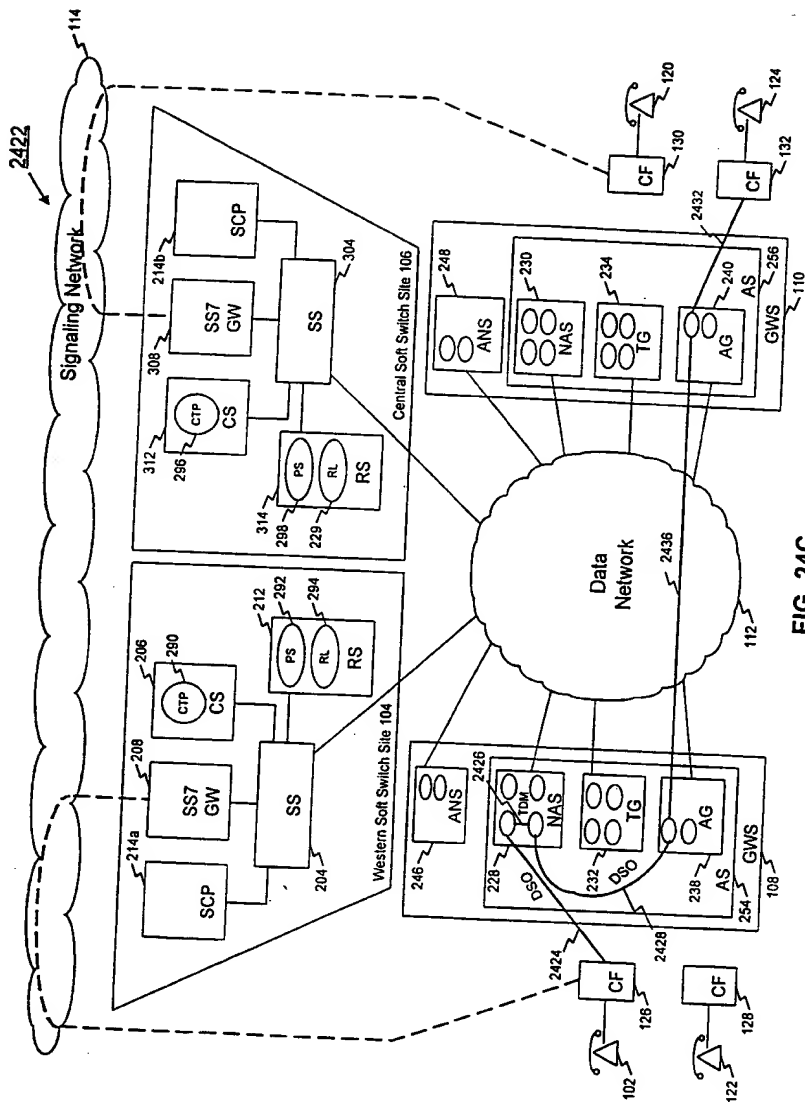 2422
114
Signaling Network
214a
SCP
208
SS7
GW
206
CTP
290
CS
204
SS
212
PS
292
RL
294
RS
Western Soft Switch Site 104
312
CTP
296
CS
308
SS7
GW
214b
SCP
SS
304
314
PS
298
RL
229
RS
Central Soft Switch Site 106
102
CF
126
122
CF
128
2424
DSO
DSO
2428
246
ANS
2426
TDM
228
NAS
232
TG
238
AG
AS
254
GWS
108
Data
Network
112
2436
248
ANS
230
NAS
234
TG
240
AG
AS
256
GWS
110
2432
CF
130
120
CF
132
124
FIG. 24C